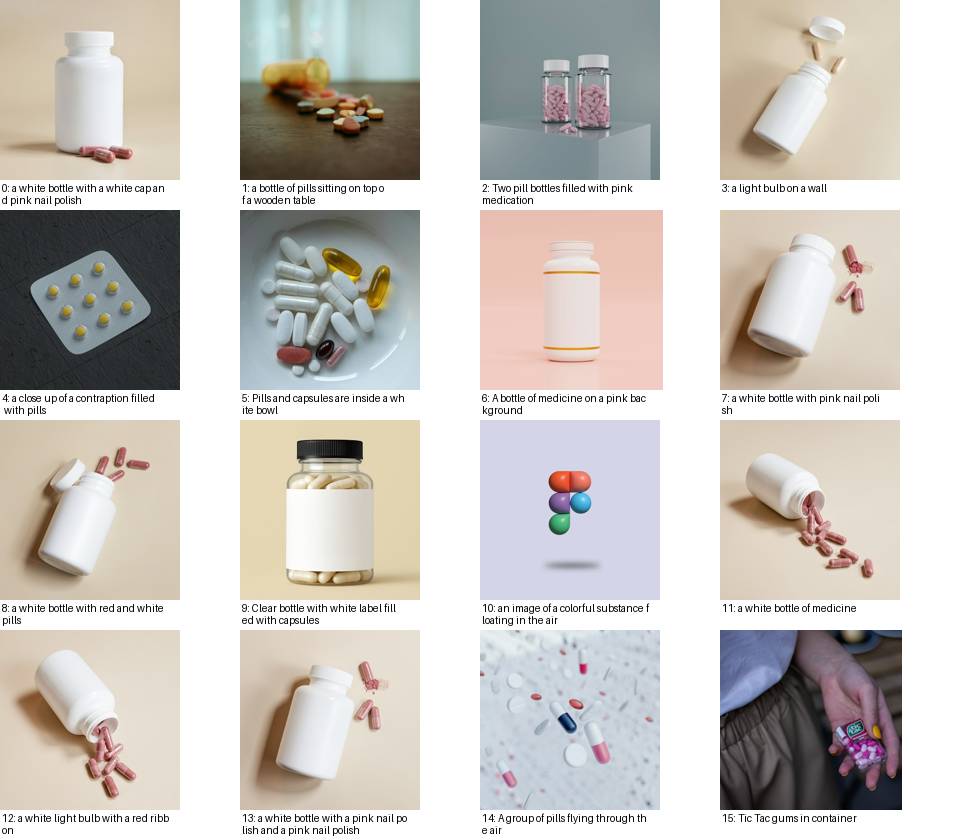 0: a white bottle with a white cap an
d pink nail polish
1: a bottle of pills sitting on top o
f a wooden table
2: Two pill bottles filled with pink
medication
3: a light bulb on a wall
4: a close up of a contraption filled
with pills
5: Pills and capsules are inside a wh
ite bowl
6: A bottle of medicine on a pink bac
kground
7: a white bottle with pink nail poli
sh
8: a white bottle with red and white
pills
9: Clear bottle with white label fill
ed with capsules
10: an image of a colorful substance f
loating in the air
11: a white bottle of medicine
12: a white light bulb with a red ribb
on
13: a white bottle with a pink nail po
lish and a pink nail polish
14: A group of pills flying through th
e air
15: Tic Tac gums in container